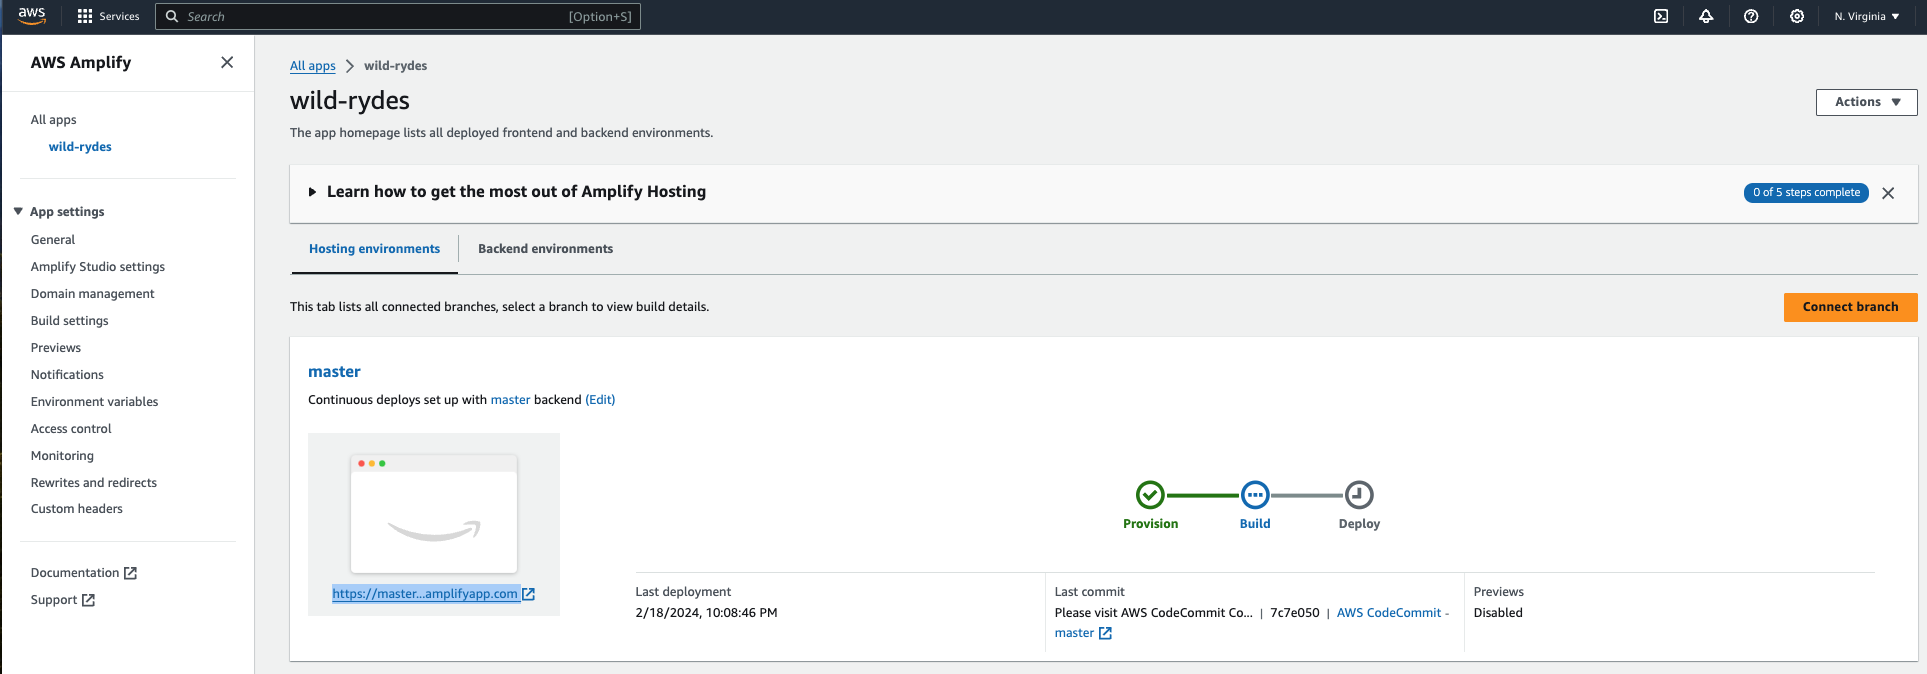 aws
Services
Search
[Option+S]
N. Virginia
AWS Amplify
All apps
wild-rydes
App settings
General
Amplify Studio settings
Domain management
Build settings
Previews
Notifications
Environment variables
Access control
Monitoring
Rewrites and redirects
Custom headers
Documentation
Support
All apps
wild-rydes
wild-rydes
Actions
The app homepage lists all deployed frontend and backend environments.
Learn how to get the most out of Amplify Hosting
0 of 5 steps complete
Hosting environments
Backend environments
This tab lists all connected branches, select a branch to view build details.
Connect branch
master
Continuous deploys set up with master backend (Edit)
https://master...amplifyapp.com
Provision
Build
Deploy
Last deployment
2/18/2024, 10:08:46 PM
Last commit
Please visit AWS CodeCommit Co... | 7c7e050 | AWS CodeCommit -
master
Previews
Disabled